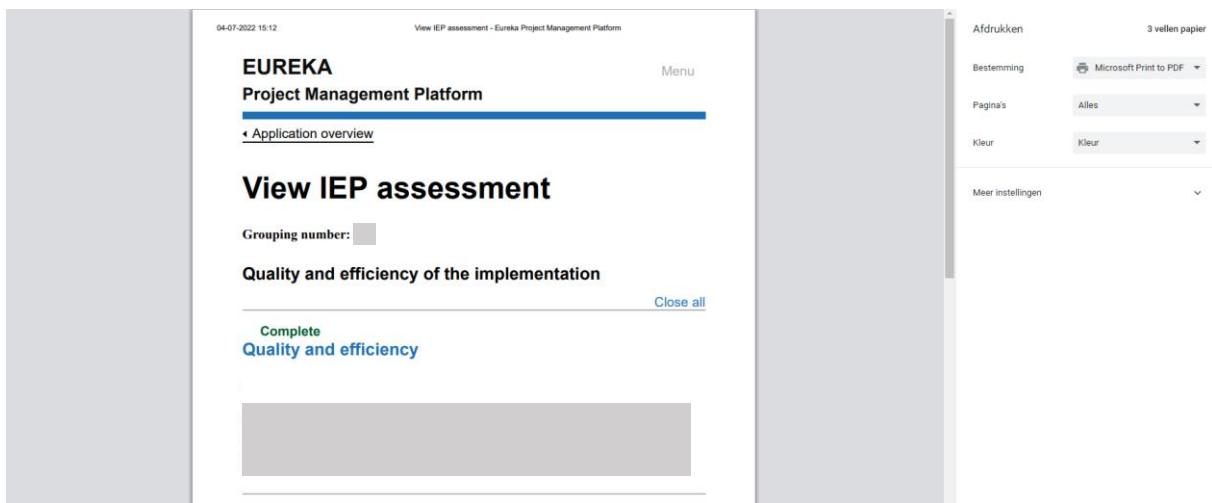 04-07-2022 15:12 View IEP assessment - Eureka Project Management Platform
EUREKA
Menu
Project Management Platform
Application overview
View IEP assessment
Grouping number:
Quality and efficiency of the implementation
Close all
Complete
Quality and efficiency
Afdrukken 3 vellen papier
Bestemming Microsoft Print to PDF
Pagina's Alles
Kleur Kleur
Meer instellingen